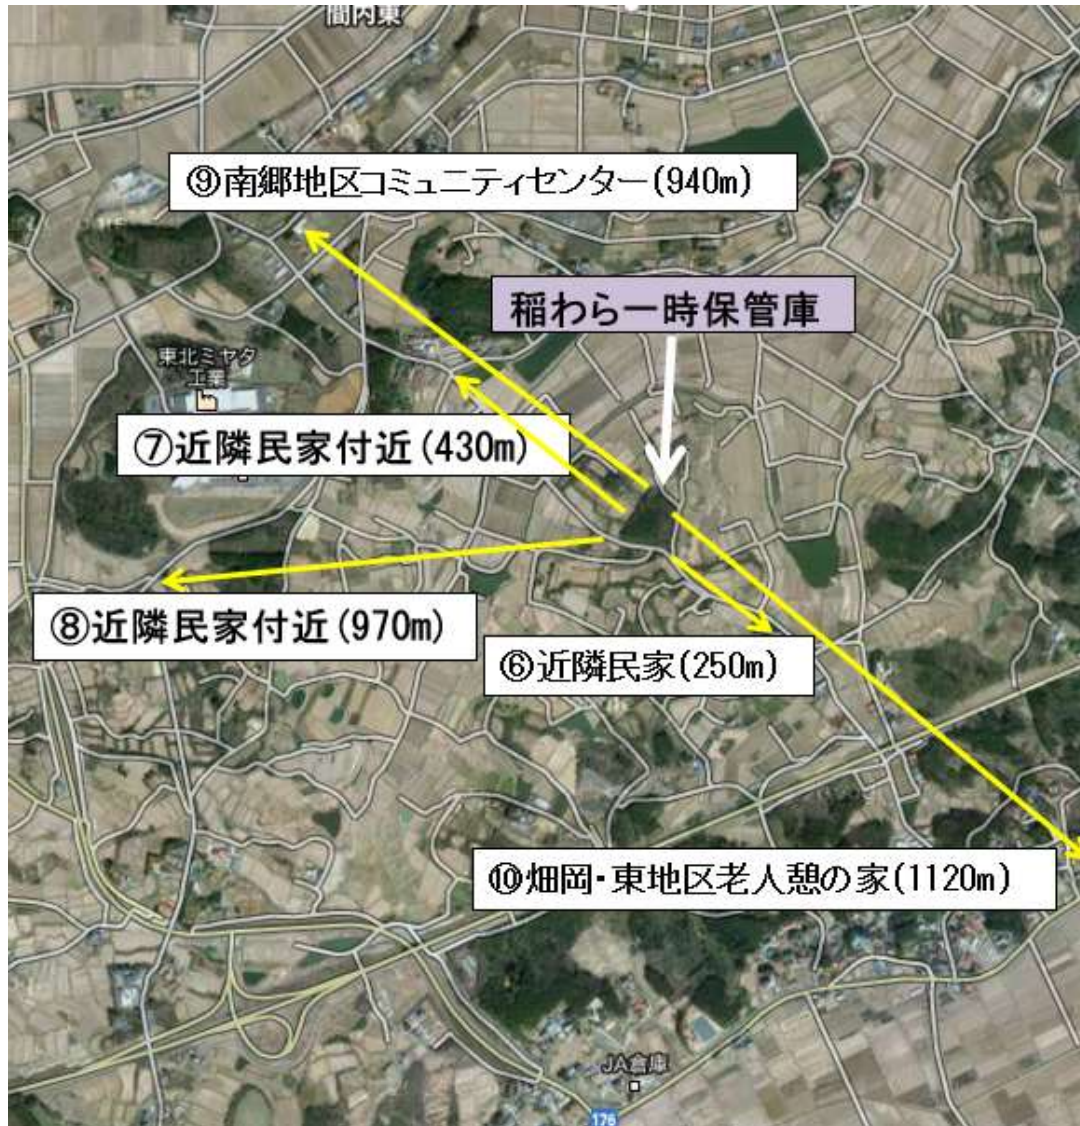 間内東
⑨南郷地区コミュニティセンター(940m)
稲わら一時保管庫
東北ミヤタ
工業
⑦近隣民家付近(430m)
⑧近隣民家付近(970m)
⑥近隣民家(250m)
⑩畑岡・東地区老人憩の家(1120m)
JA倉庫
176